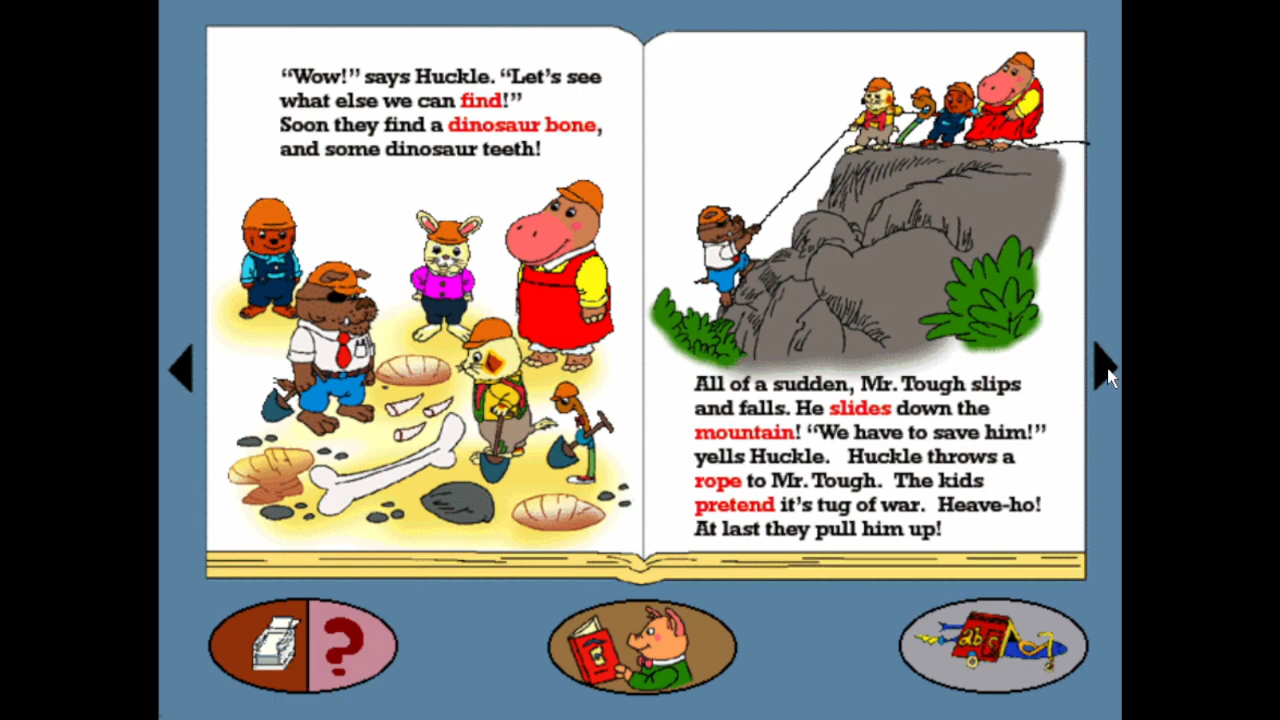 “Wow!” says Huckle. “Let’s see
what else we can find!”
Soon they find a dinosaur bone,
and some dinosaur teeth!
All of a sudden, Mr. Tough slips
and falls. He slides down the
mountain! “We have to save him!”
yells Huckle. Huckle throws a
rope to Mr. Tough. The kids
pretend it’s tug of war. Heave-ho!
At last they pull him up!
?
abc